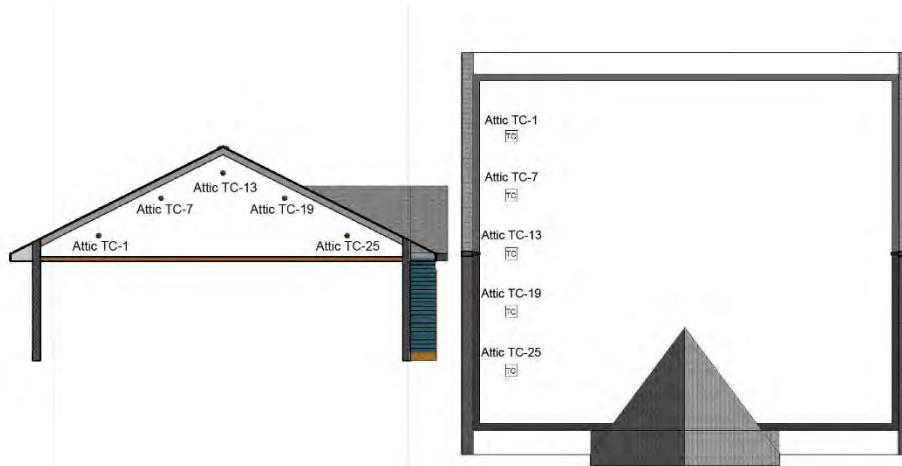 Attic TC-13
Attic TC-7
Attic TC-19
Attic TC-1
Attic TC-25
Attic TC-1
TC
Attic TC-7
TC
Attic TC-13
TC
Attic TC-19
TC
Attic TC-25
TC